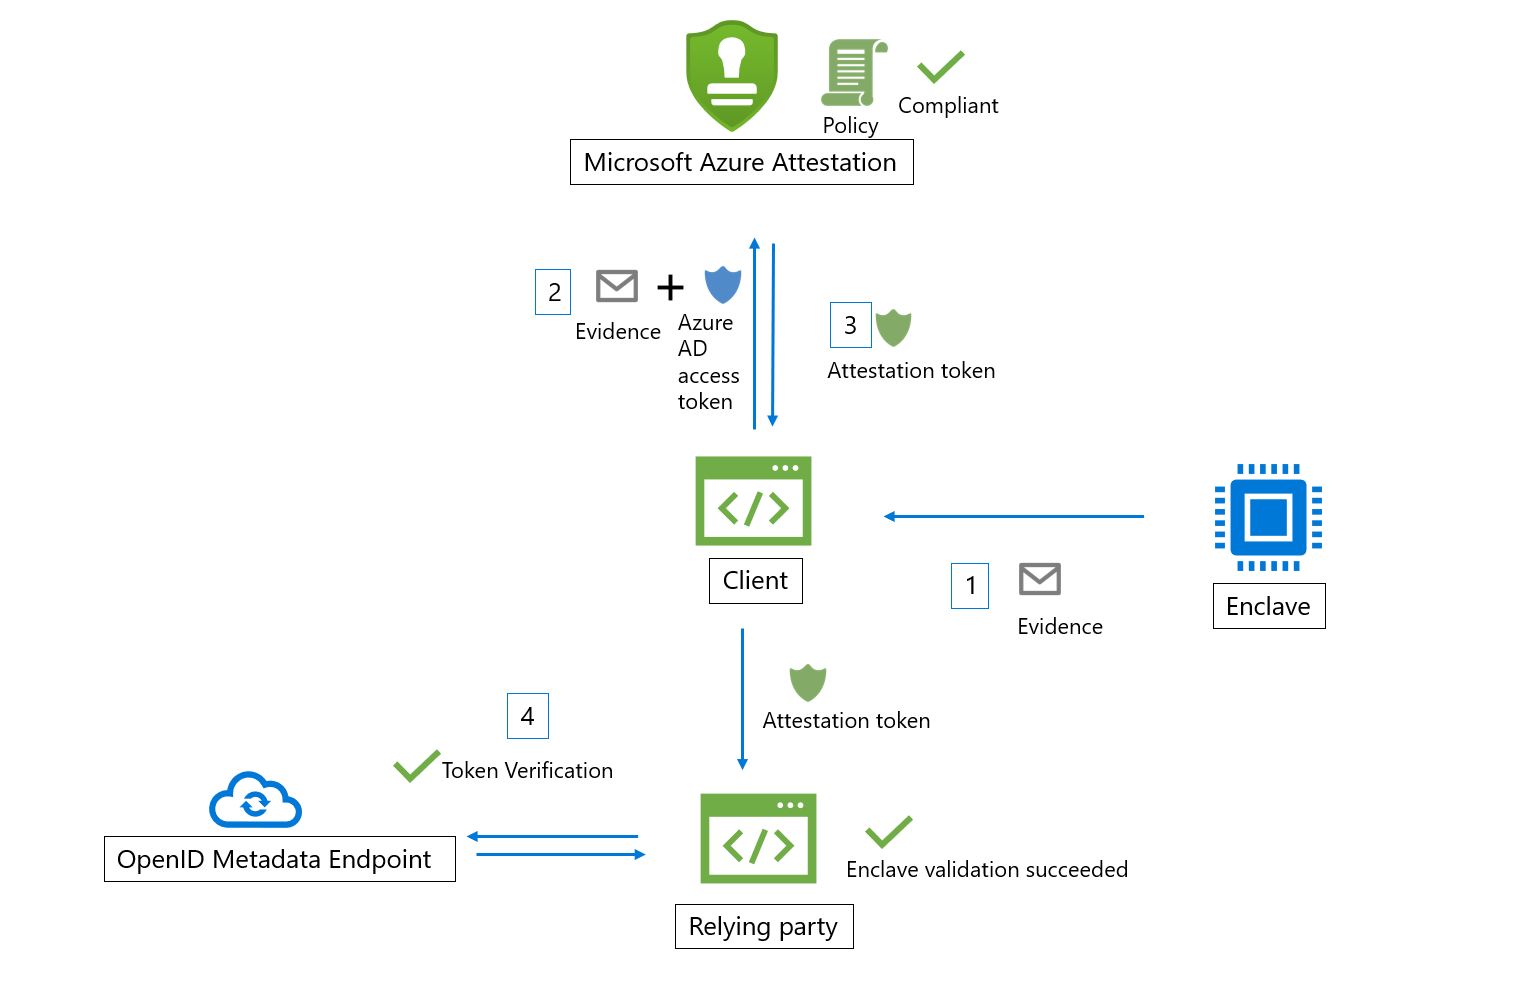 Policy
Compliant
Microsoft Azure Attestation
2
Evidence
Azure
AD
access
token
3
Attestation token
Client
1
Evidence
Enclave
Attestation token
4
Token Verification
OpenID Metadata Endpoint
Enclave validation succeeded
Relying party